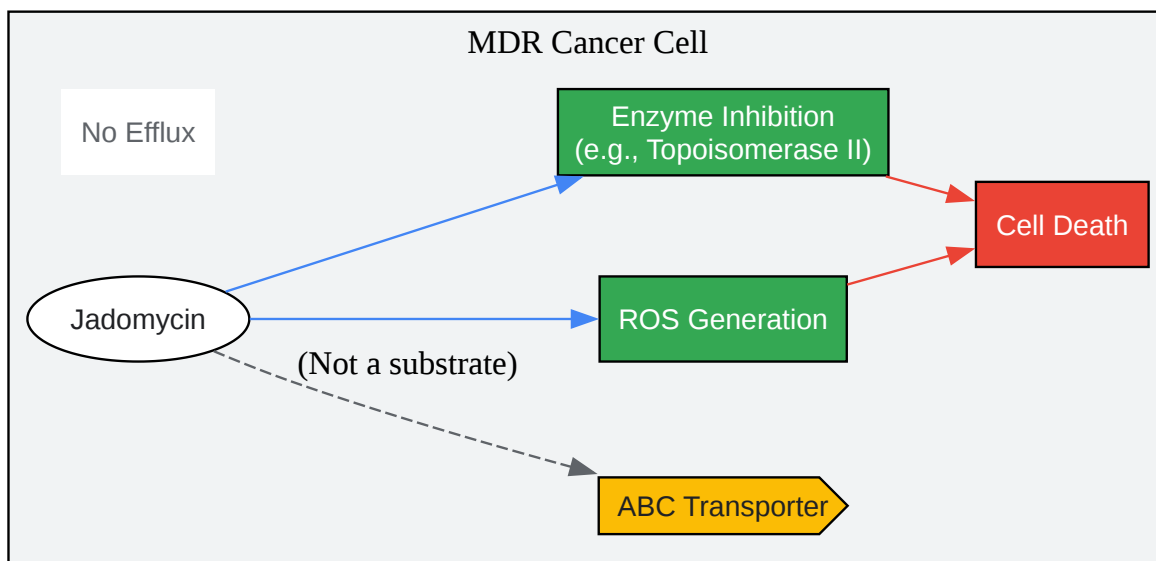 MDR Cancer Cell
No Efflux
Enzyme Inhibition
(e.g., Topoisomerase II)
Cell Death
Jadomycin
ROS Generation
(Not a substrate)
ABC Transporter